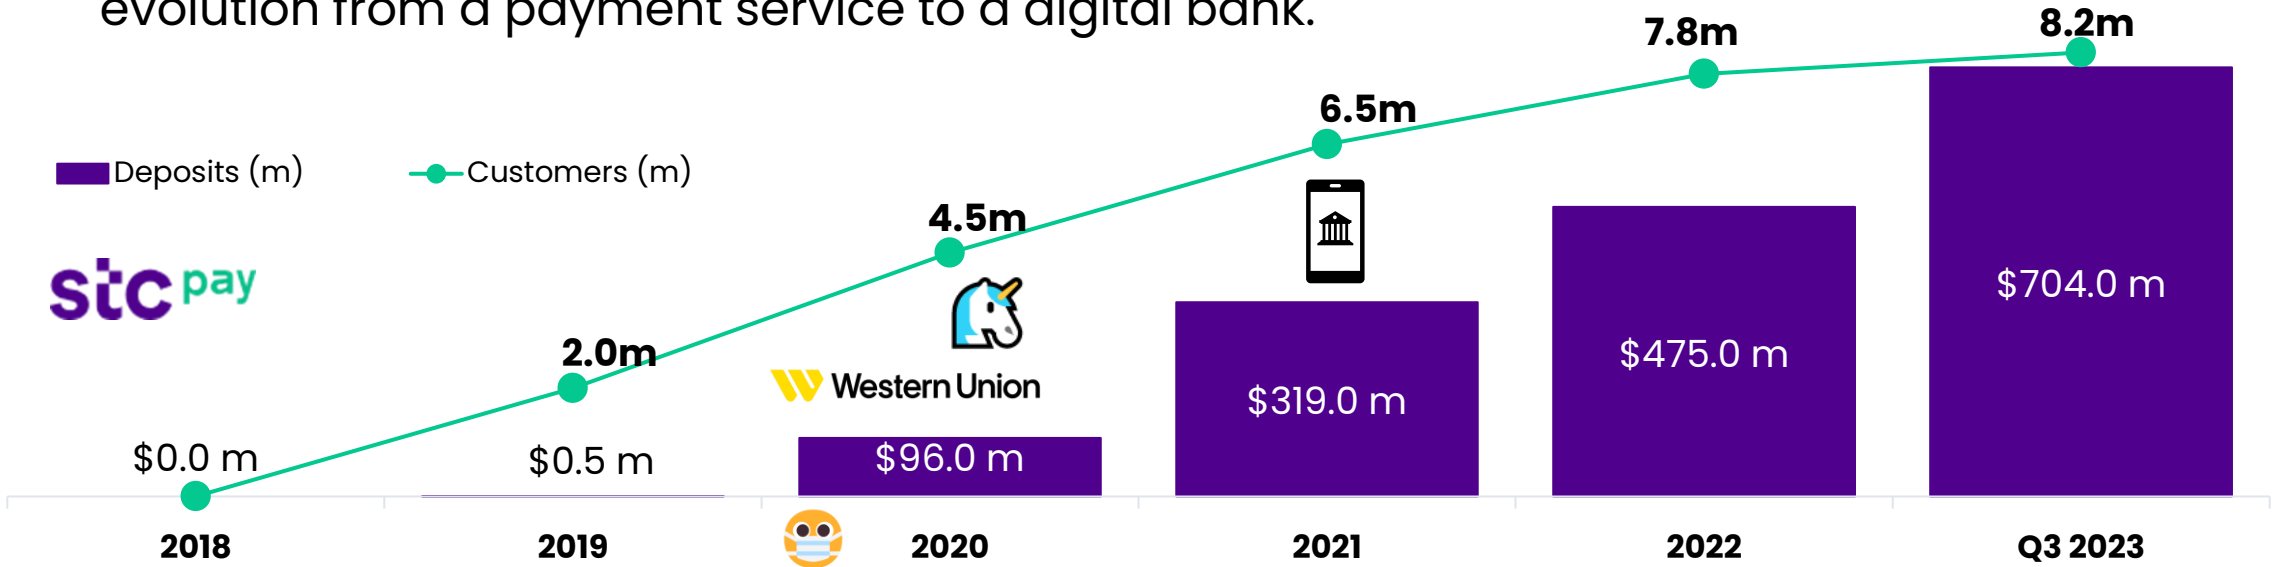 evolution from a payment service to a digital bank.
7.8m
8.2m
6.5m
Deposits (m)
Customers (m)
4.5m
stc pay
2.0m
Western Union
$0.0 m
$0.5 m
$96.0 m
$319.0 m
$475.0 m
$704.0 m
2018
2019
2020
2021
2022
Q3 2023